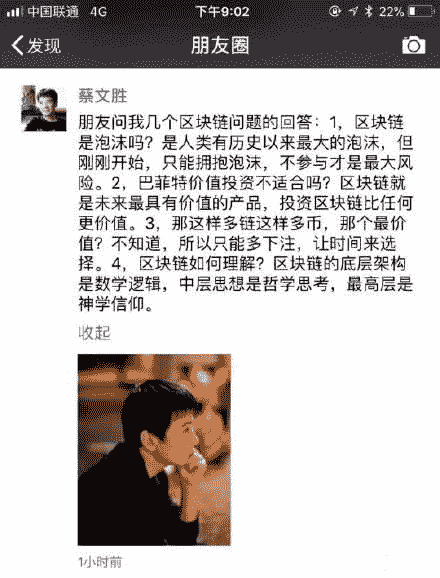 中国联通 4G 下午9:02 22%
发现 朋友圈
蔡文胜
朋友问我几个区块链问题的回答：1，区块链
是泡沫吗？是人类有历史以来最大的泡沫，但
刚刚开始，只能拥抱泡沫，不参与才是最大风
险。2，巴菲特价值投资不适合吗？区块链就
是未来最具有价值的产品，投资区块链比任何
更价值。3，那这样多链这样多币，那个最价
值？不知道，所以只能多下注，让时间来选
择。4，区块链如何理解？区块链的底层架构
是数学逻辑，中层思想是哲学思考，最高层是
神学信仰。
收起
1小时前